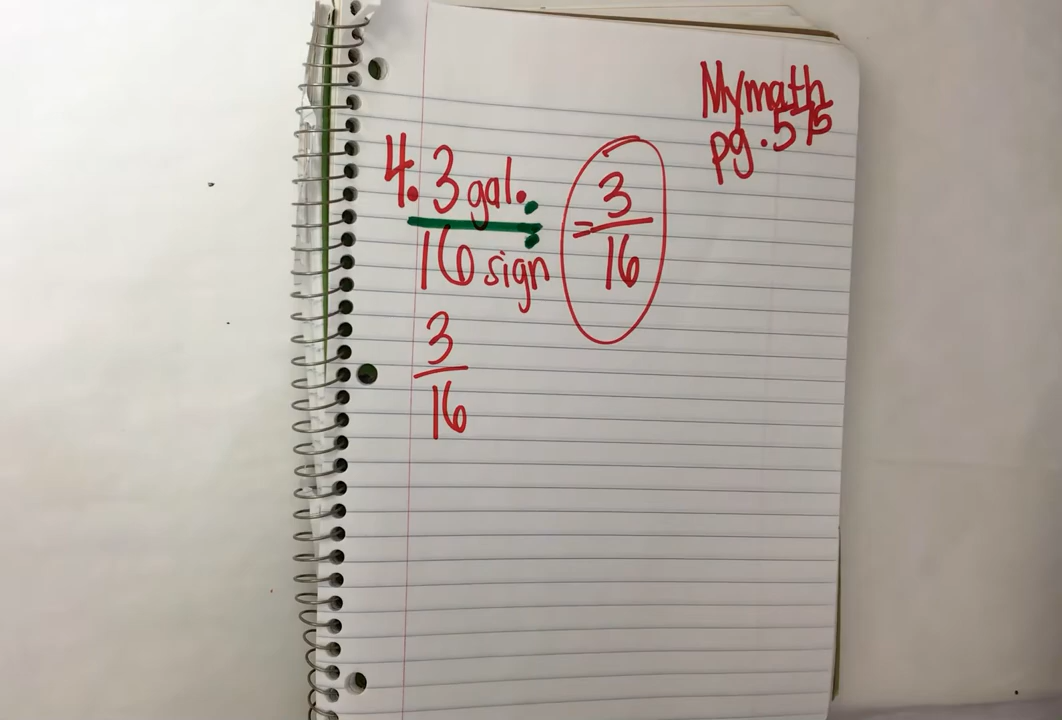 Mymath
pg. 575
4. 3 gal. ÷
16 sign
= 3
16
3
16